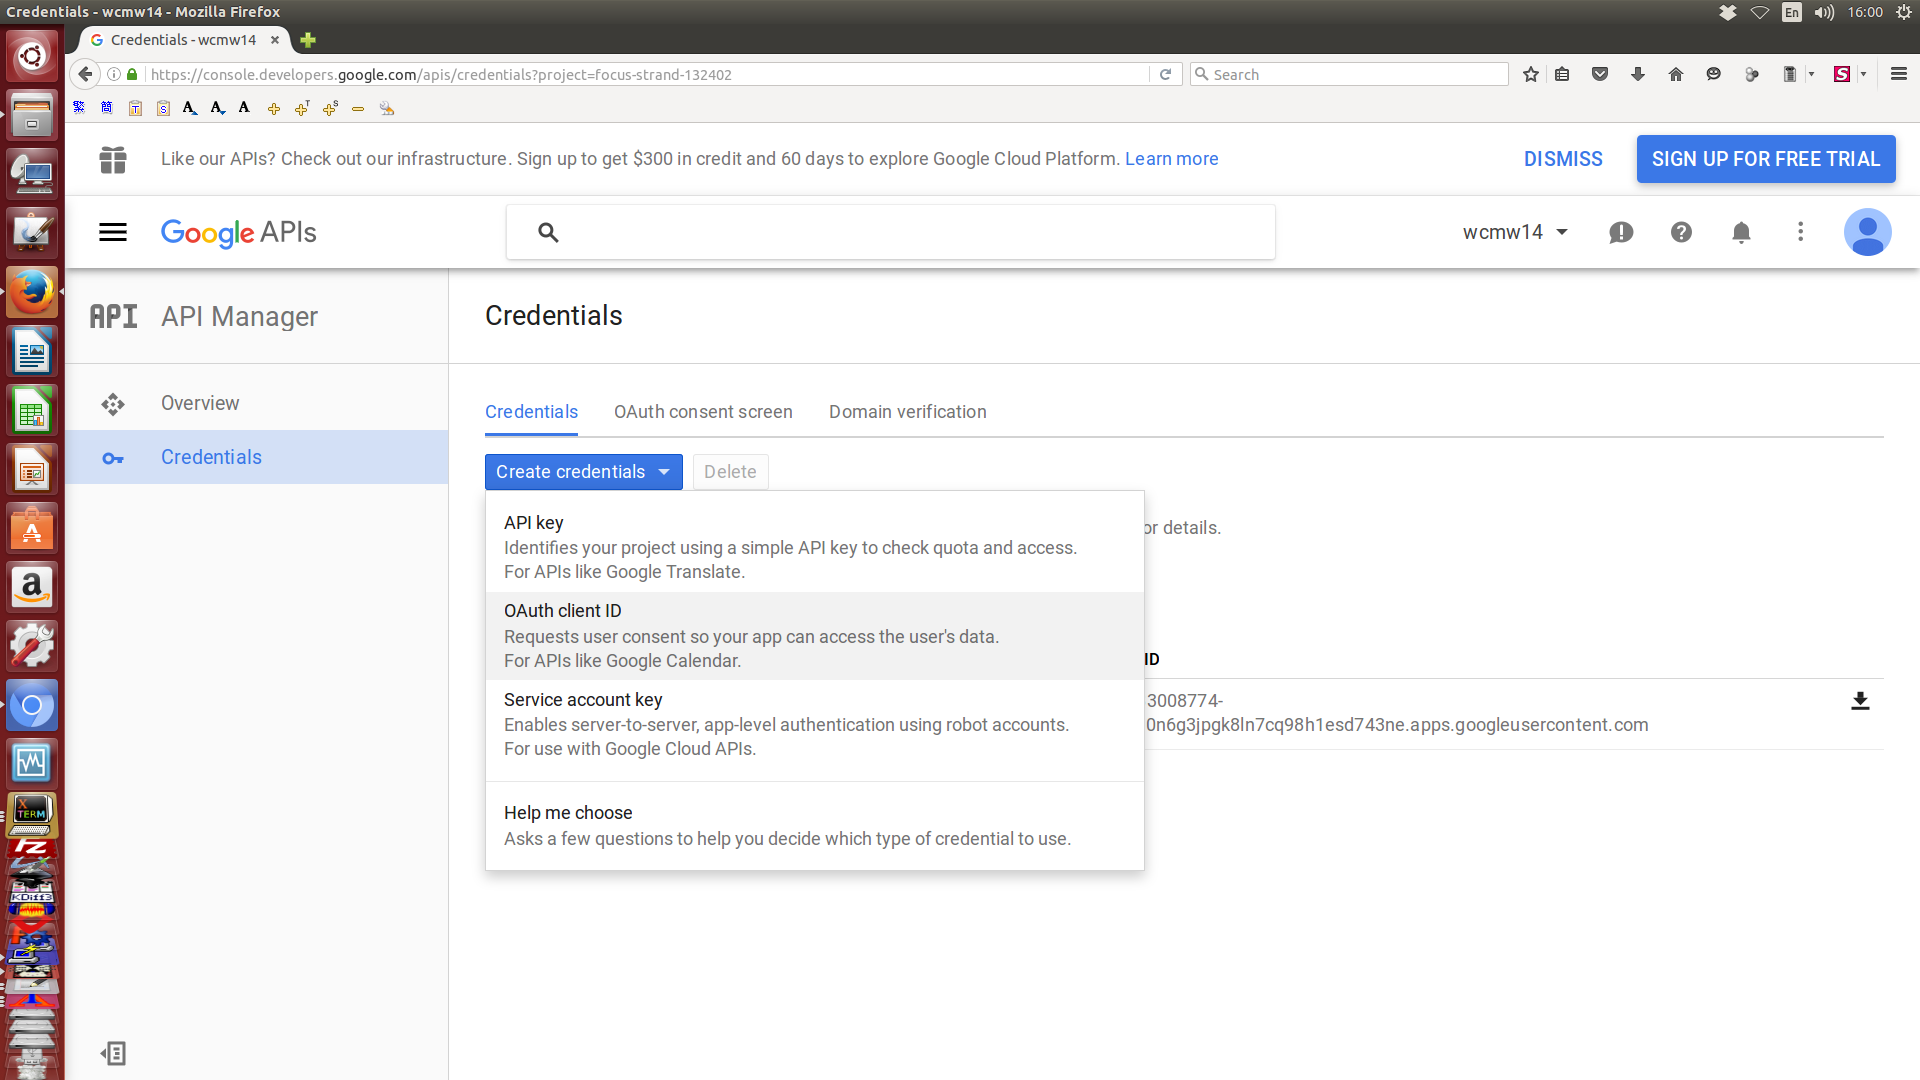 Credentials - wcmw14 - Mozilla Firefox
En
16:00
Credentials - wcmw14
https://console.developers.google.com/apis/credentials?project=focus-strand-132402
Search
繁 簡 T S A A A T S
Like our APIs? Check out our infrastructure. Sign up to get $300 in credit and 60 days to explore Google Cloud Platform. Learn more
DISMISS
SIGN UP FOR FREE TRIAL
Google APIs
wcmw14
API API Manager
Credentials
Overview
Credentials
Credentials
OAuth consent screen
Domain verification
Create credentials
Delete
API key
Identifies your project using a simple API key to check quota and access.
For APIs like Google Translate.
or details.
OAuth client ID
Requests user consent so your app can access the user's data.
For APIs like Google Calendar.
ID
Service account key
Enables server-to-server, app-level authentication using robot accounts.
For use with Google Cloud APIs.
3008774-
0n6g3jpgk8ln7cq98h1esd743ne.apps.googleusercontent.com
Help me choose
Asks a few questions to help you decide which type of credential to use.
X
TERM
FZ
KDiff3